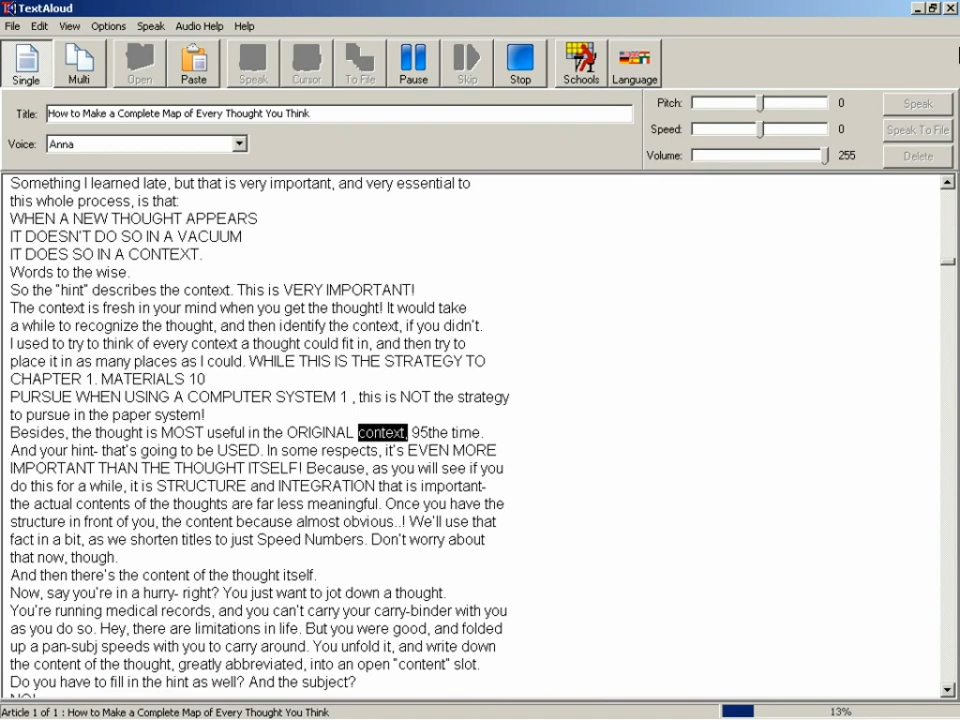 TextAloud
File Edit View Options Speak Audio Help Help
Single Multi Open Paste Speak Cursor To File Pause Skip Stop Schools Language
Title: How to Make a Complete Map of Every Thought You Think
Voice: Anna
Pitch: 0 Speak
Speed: 0 Speak To File
Volume: 255 Delete
Something I learned late, but that is very important, and very essential to
this whole process, is that:
WHEN A NEW THOUGHT APPEARS
IT DOESN'T DO SO IN A VACUUM
IT DOES SO IN A CONTEXT.
Words to the wise.
So the "hint" describes the context. This is VERY IMPORTANT!
The context is fresh in your mind when you get the thought! It would take
a while to recognize the thought, and then identify the context, if you didn't.
I used to try to think of every context a thought could fit in, and then try to
place it in as many places as I could. WHILE THIS IS THE STRATEGY TO
CHAPTER 1. MATERIALS 10
PURSUE WHEN USING A COMPUTER SYSTEM 1 , this is NOT the strategy
to pursue in the paper system!
Besides, the thought is MOST useful in the ORIGINAL context, 95the time.
And your hint- that's going to be USED. In some respects, it's EVEN MORE
IMPORTANT THAN THE THOUGHT ITSELF! Because, as you will see if you
do this for a while, it is STRUCTURE and INTEGRATION that is important-
the actual contents of the thoughts are far less meaningful. Once you have the
structure in front of you, the content because almost obvious..! We'll use that
fact in a bit, as we shorten titles to just Speed Numbers. Don't worry about
that now, though.
And then there's the content of the thought itself.
Now, say you're in a hurry- right? You just want to jot down a thought.
You're running medical records, and you can't carry your carry-binder with you
as you do so. Hey, there are limitations in life. But you were good, and folded
up a pan-subj speeds with you to carry around. You unfold it, and write down
the content of the thought, greatly abbreviated, into an open "content" slot.
Do you have to fill in the hint as well? And the subject?
NO!
Article 1 of 1 : How to Make a Complete Map of Every Thought You Think 13%